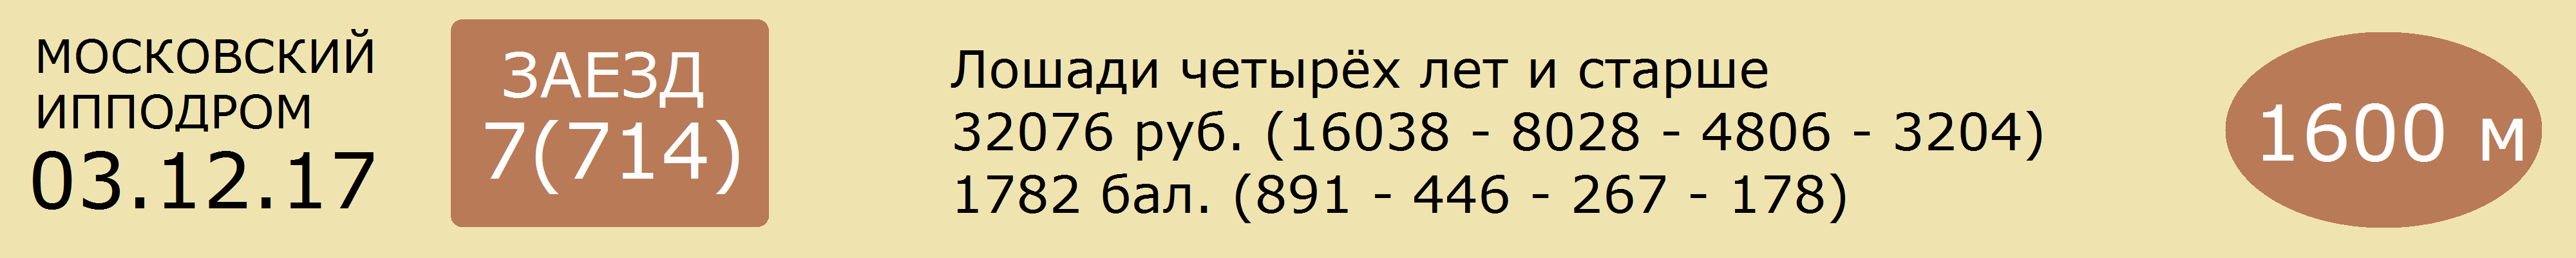 МОСКОВСКИЙ
ИППОДРОМ
03.12.17
ЗАЕЗД
7(714)
Лошади четырёх лет и старше
32076 руб. (16038 - 8028 - 4806 - 3204)
1782 бал. (891 - 446 - 267 - 178)
1600 м